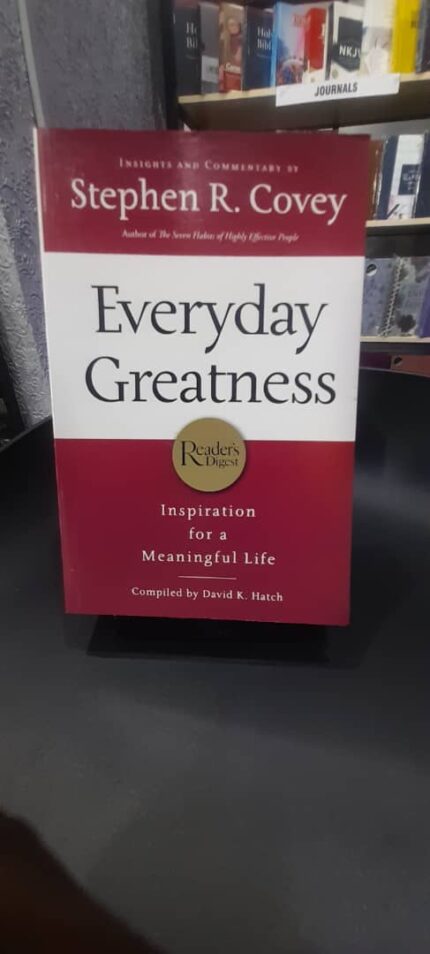 INSIGHTS AND COMMENTARY BY
Stephen R. Covey
Author of The Seven Habits of Highly Effective People
Everyday
Greatness
Reader's
Digest
Inspiration
for a
Meaningful Life
Compiled by David K. Hatch
JOURNALS
NKJV